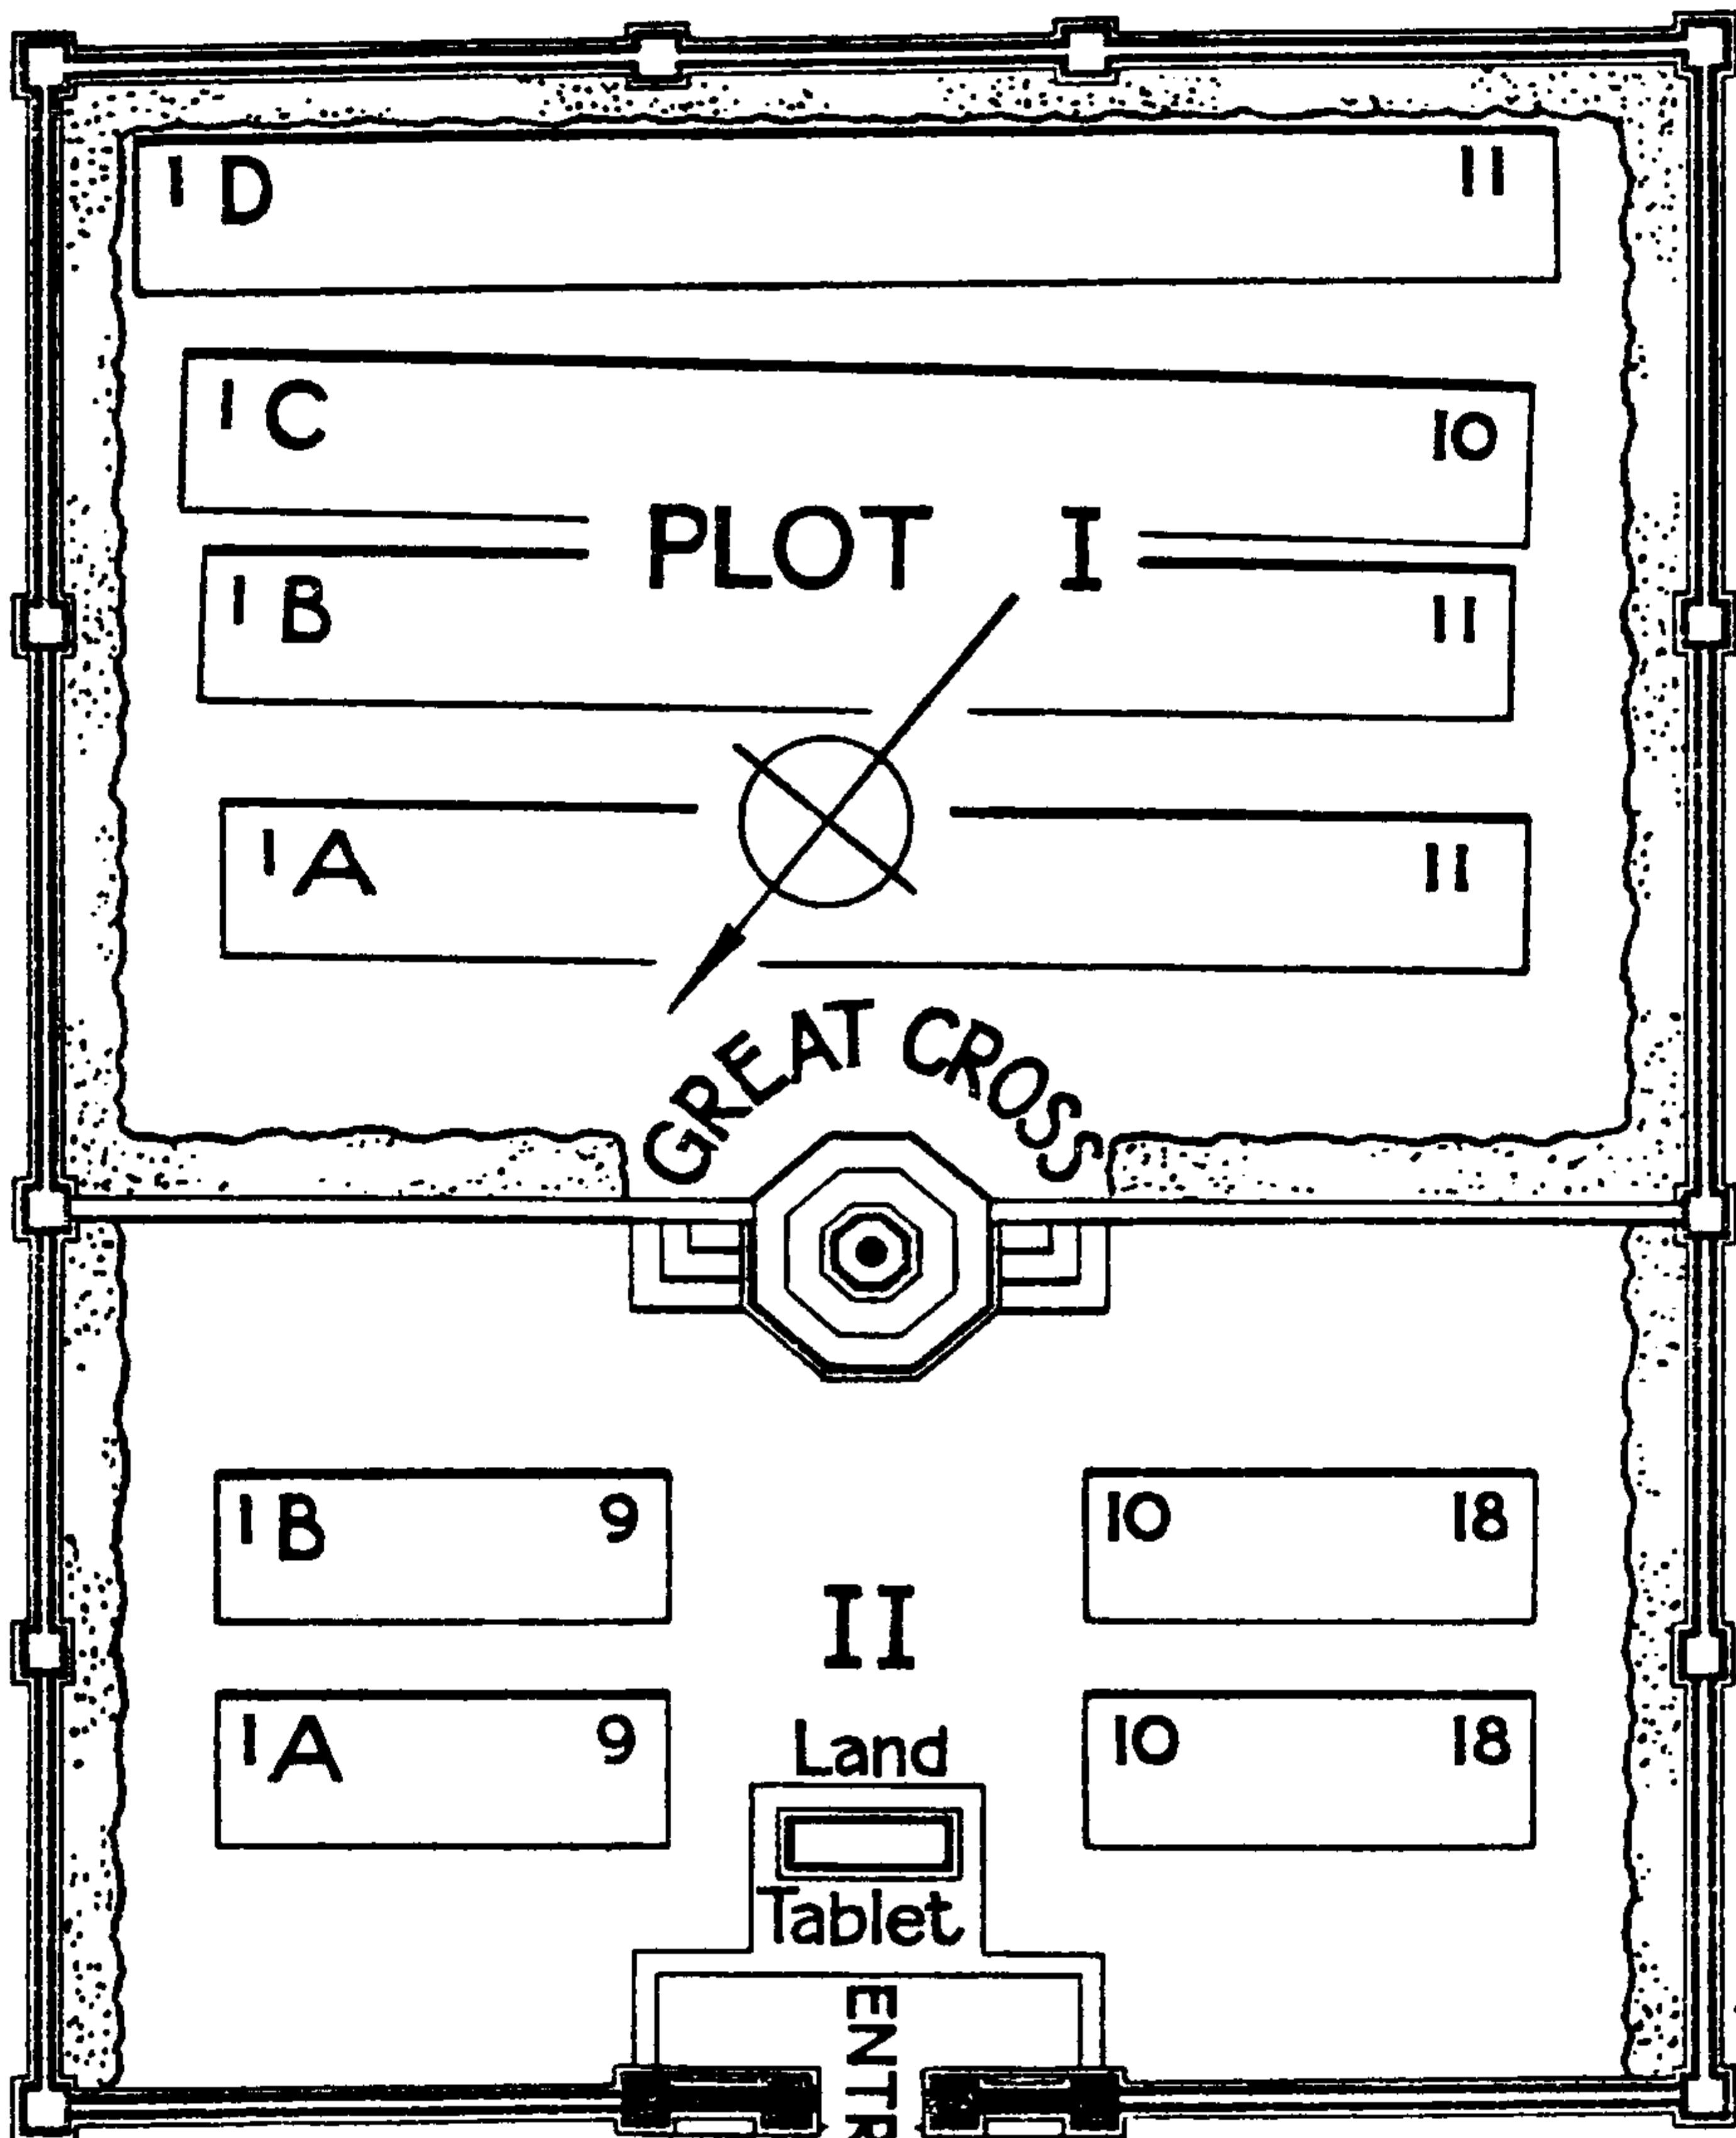 1 D 11
1 C 10
PLOT I
1 B 11
1 A 11
GREAT CROSS
1 B 9 10 18
II
1 A 9 10 18
Land
Tablet
ENTR